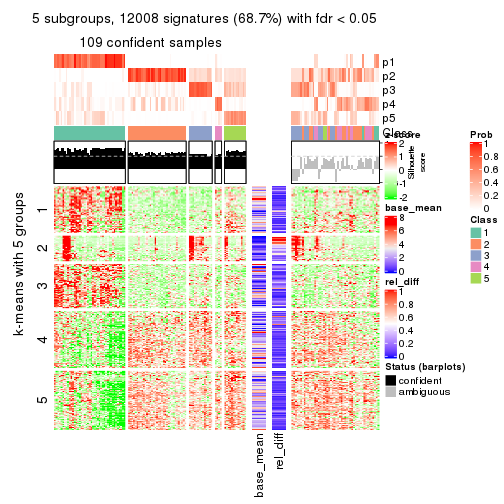 5 subgroups, 12008 signatures (68.7%) with fdr < 0.05
109 confident samples
p1
p2
p3
p4
p5
Class
Silhouette
score
k-means with 5 groups
1
2
3
4
5
base_mean
rel_diff
z-score
2
1
0
-1
-2
base_mean
8
6
4
2
0
rel_diff
1
0.8
0.6
0.4
0.2
0
Status (barplots)
confident
ambiguous
Prob
1
0.8
0.6
0.4
0.2
0
Class
1
2
3
4
5